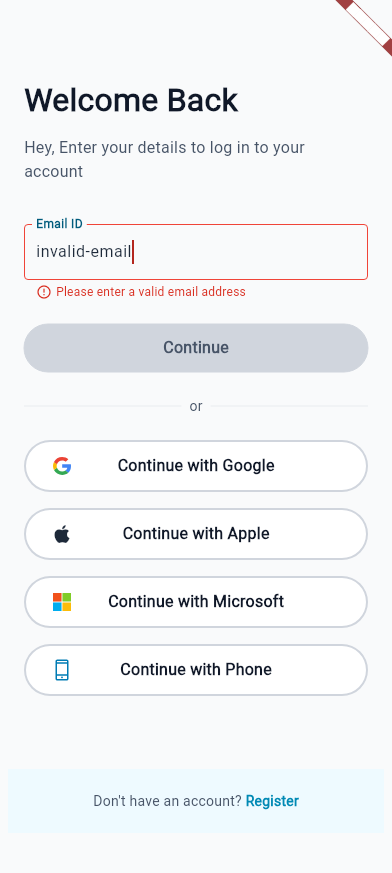 Welcome Back
Hey, Enter your details to log in to your
account
Email ID
invalid-email
Please enter a valid email address
Continue
or
Continue with Google
Continue with Apple
Continue with Microsoft
Continue with Phone
Don't have an account? Register